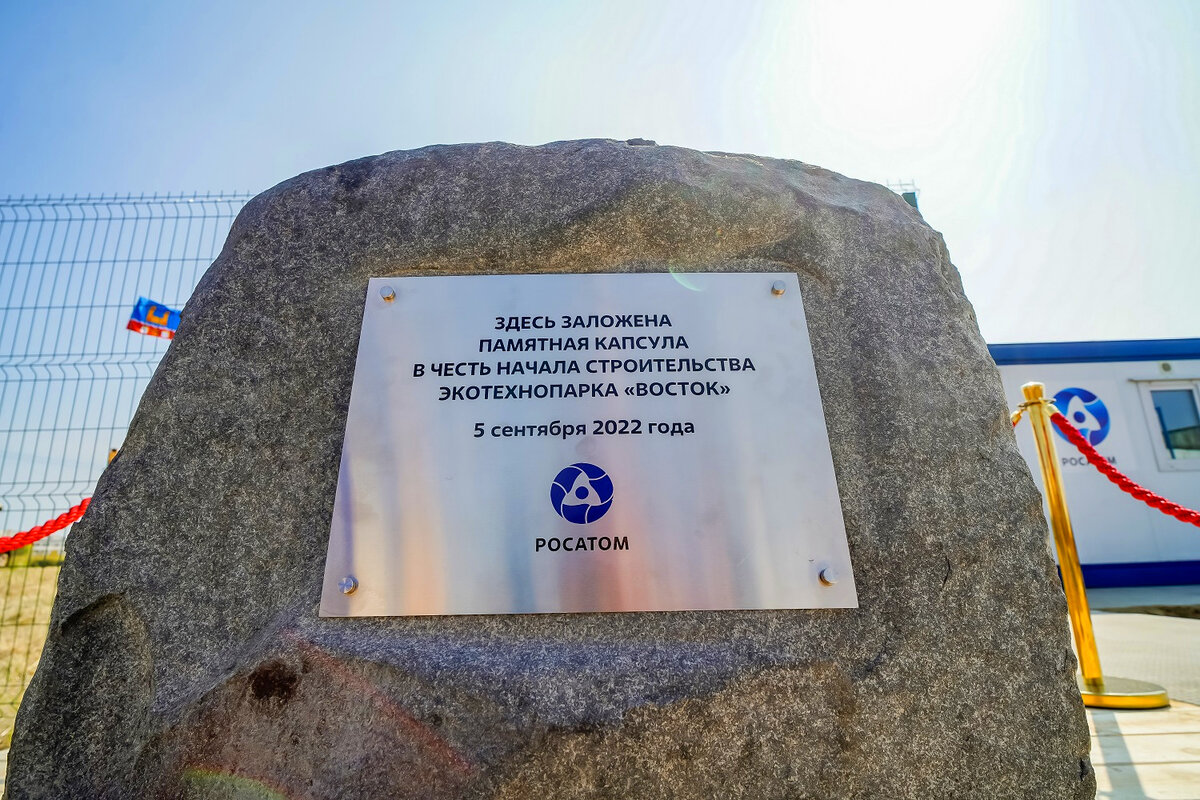 ЗДЕСЬ ЗАЛОЖЕНА
ПАМЯТНАЯ КАПСУЛА
В ЧЕСТЬ НАЧАЛА СТРОИТЕЛЬСТВА
ЭКОТЕХНОПАРКА «ВОСТОК»
5 сентября 2022 года
РОСАТОМ
РОСАТОМ